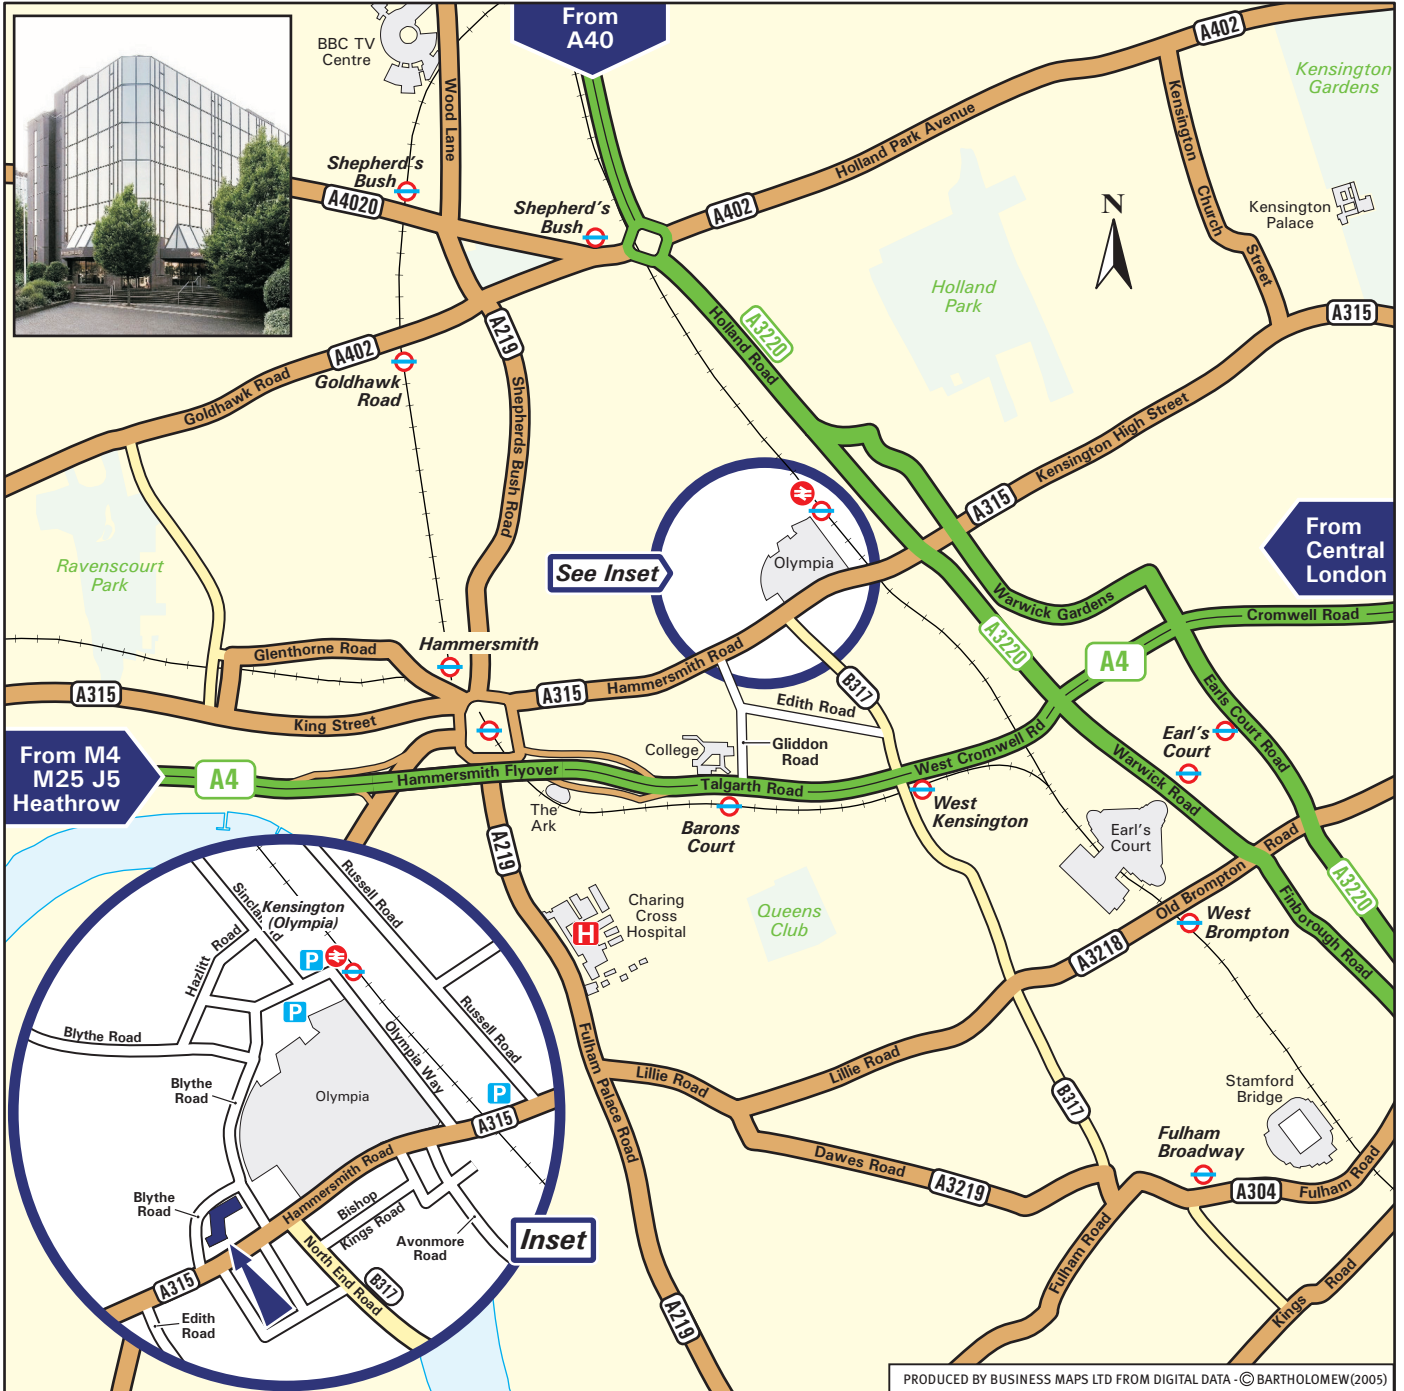 From
A40
BBC TV
Centre
Wood Lane
A402
Kensington
Gardens
Holland Park Avenue
Kensington
Church
Street
Shepherd's
Bush
A4020
Shepherd's
Bush
A402
N
Kensington
Palace
Holland
Park
A3220
Holland Road
A315
A219
A402
Goldhawk
Road
Goldhawk Road
Shepherds Bush Road
Kensington High Street
A315
From
Central
London
See Inset
Olympia
Ravenscourt
Park
Warwick Gardens
Cromwell Road
A3220
A4
Glenthorne Road
Hammersmith
A315
King Street
A315
Hammersmith Road
B317
Edith Road
Gliddon
Road
College
Earls Court Road
Earl's
Court
From M4
M25 J5
Heathrow
A4
Hammersmith Flyover
Talgarth Road
West Cromwell Rd
Warwick Road
The
Ark
Barons
Court
West
Kensington
Earl's
Court
A219
Old Brompton
Road
A3220
Charing
Cross
Hospital
H
Queens
Club
West
Brompton
A3218
Finborough Road
Russell Road
Kensington
(Olympia)
Hazlitt Road
P
P
Blythe Road
Olympia Way
Russell Road
Blythe
Road
Olympia
P
A315
Fulham Palace Road
Lillie Road
Lillie Road
B317
Stamford
Bridge
Fulham
Broadway
Dawes Road
A3219
A304
Fulham Road
Hammersmith Road
Blythe
Road
Bishop
Kings Road
Avonmore
Road
Inset
North End Road
B317
A315
Edith
Road
Fulham Road
Kings
Road
A219
PRODUCED BY BUSINESS MAPS LTD FROM DIGITAL DATA - © BARTHOLOMEW(2005)